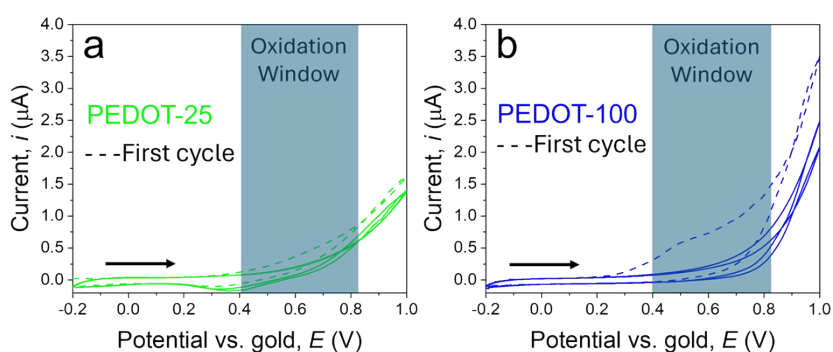 a
Oxidation
Window
PEDOT-25
---First cycle
Current, i (μA)
4.0
3.5
3.0
2.5
2.0
1.5
1.0
0.5
0.0
-0.2 0.0 0.2 0.4 0.6 0.8 1.0
Potential vs. gold, E (V)
b
Oxidation
Window
PEDOT-100
---First cycle
Current, i (μA)
4.0
3.5
3.0
2.5
2.0
1.5
1.0
0.5
0.0
-0.2 0.0 0.2 0.4 0.6 0.8 1.0
Potential vs. gold, E (V)